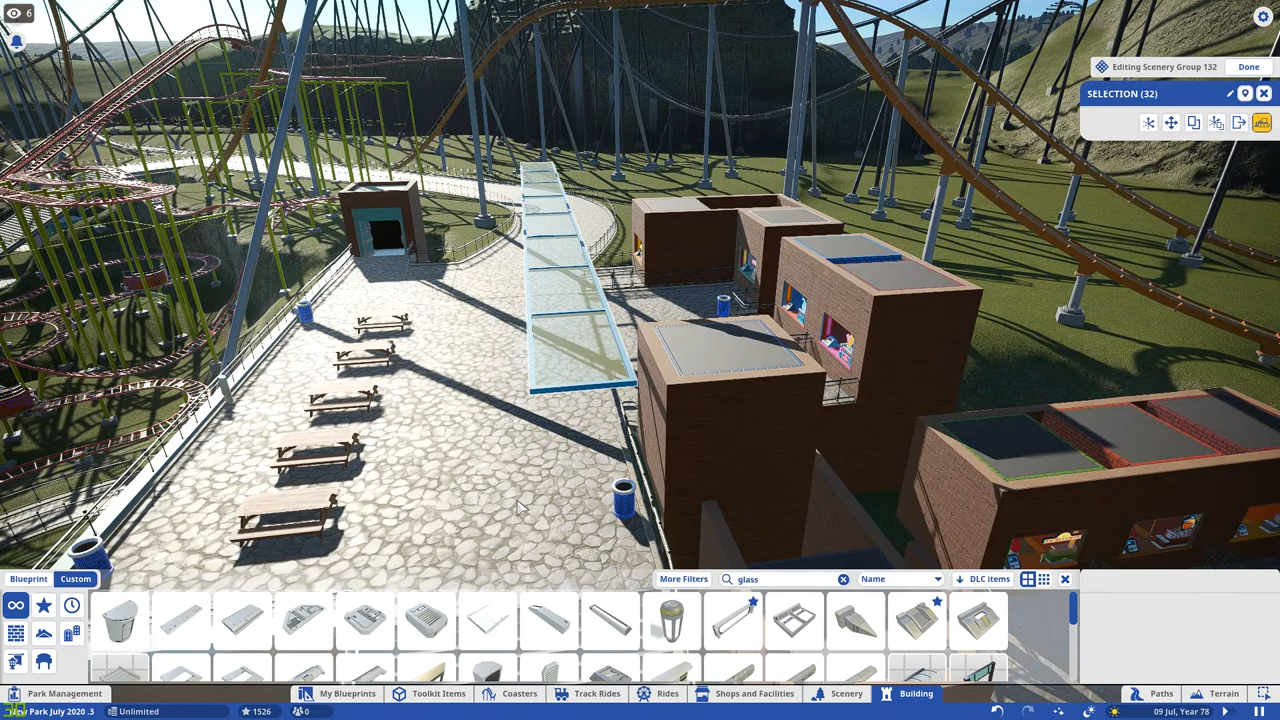 6
Editing Scenery Group 132 Done
SELECTION (32)
Blueprint Custom More Filters glass Name DLC items
Park Management My Blueprints Toolkit Items Coasters Track Rides Rides Shops and Facilities Scenery Building Paths Terrain
New Park July 2020 .3 Unlimited 1526 0 09 Jul, Year 78